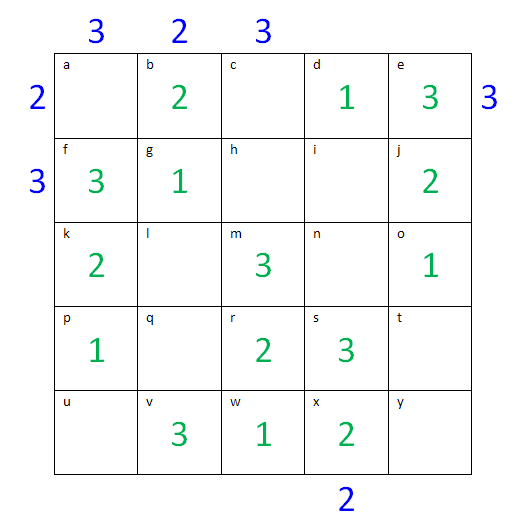 3 2 3
a b c d e
2 2 1 3 3
f g h i j
3 3 1 2
k l m n o
2 3 1
p q r s t
1 2 3
u v w x y
3 1 2
2